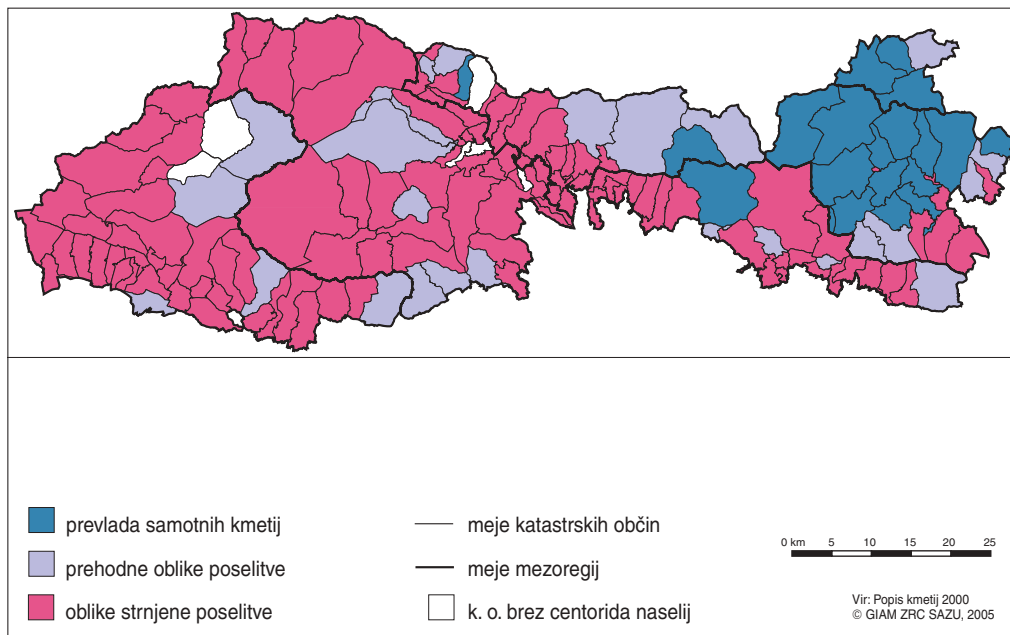 prevlada samotnih kmetij
prehodne oblike poselitve
oblike strnjene poselitve
meje katastrskih občin
meje mezoregij
k. o. brez centorida naselij
0 km 5 10 15 20 25
Vir: Popis kmetij 2000
© GIAM ZRC SAZU, 2005